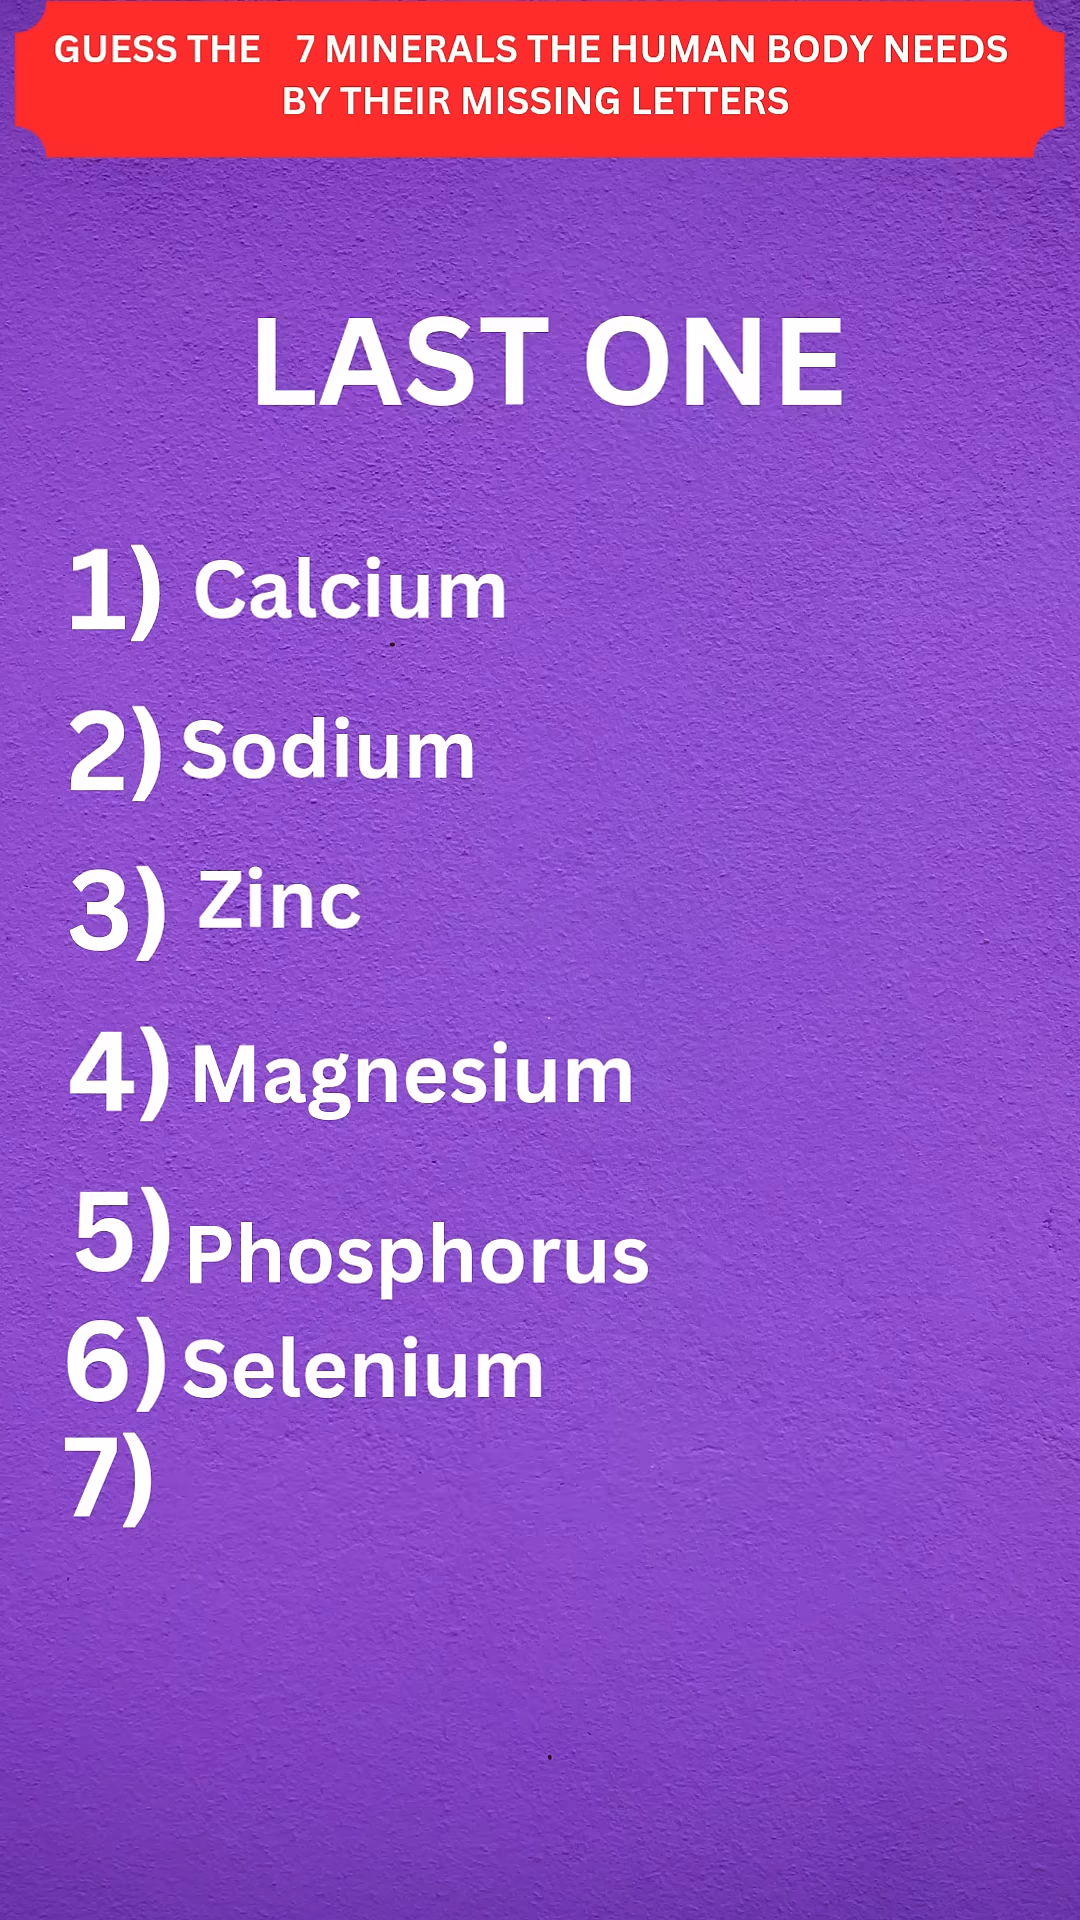 GUESS THE 7 MINERALS THE HUMAN BODY NEEDS
BY THEIR MISSING LETTERS
LAST ONE
1) Calcium
2) Sodium
3) Zinc
4) Magnesium
5) Phosphorus
6) Selenium
7)